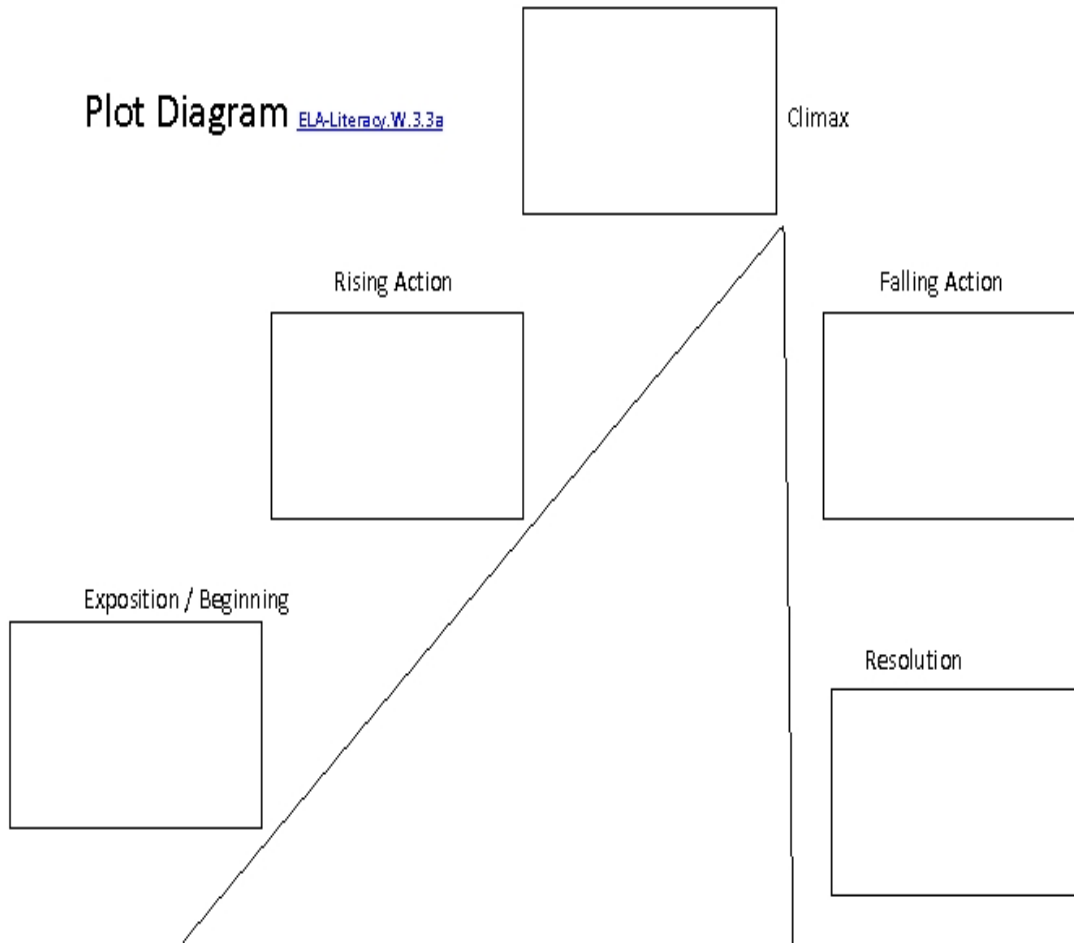 Plot Diagram ELA-Literacy.W.3.3a
Climax
Rising Action
Falling Action
Exposition / Beginning
Resolution